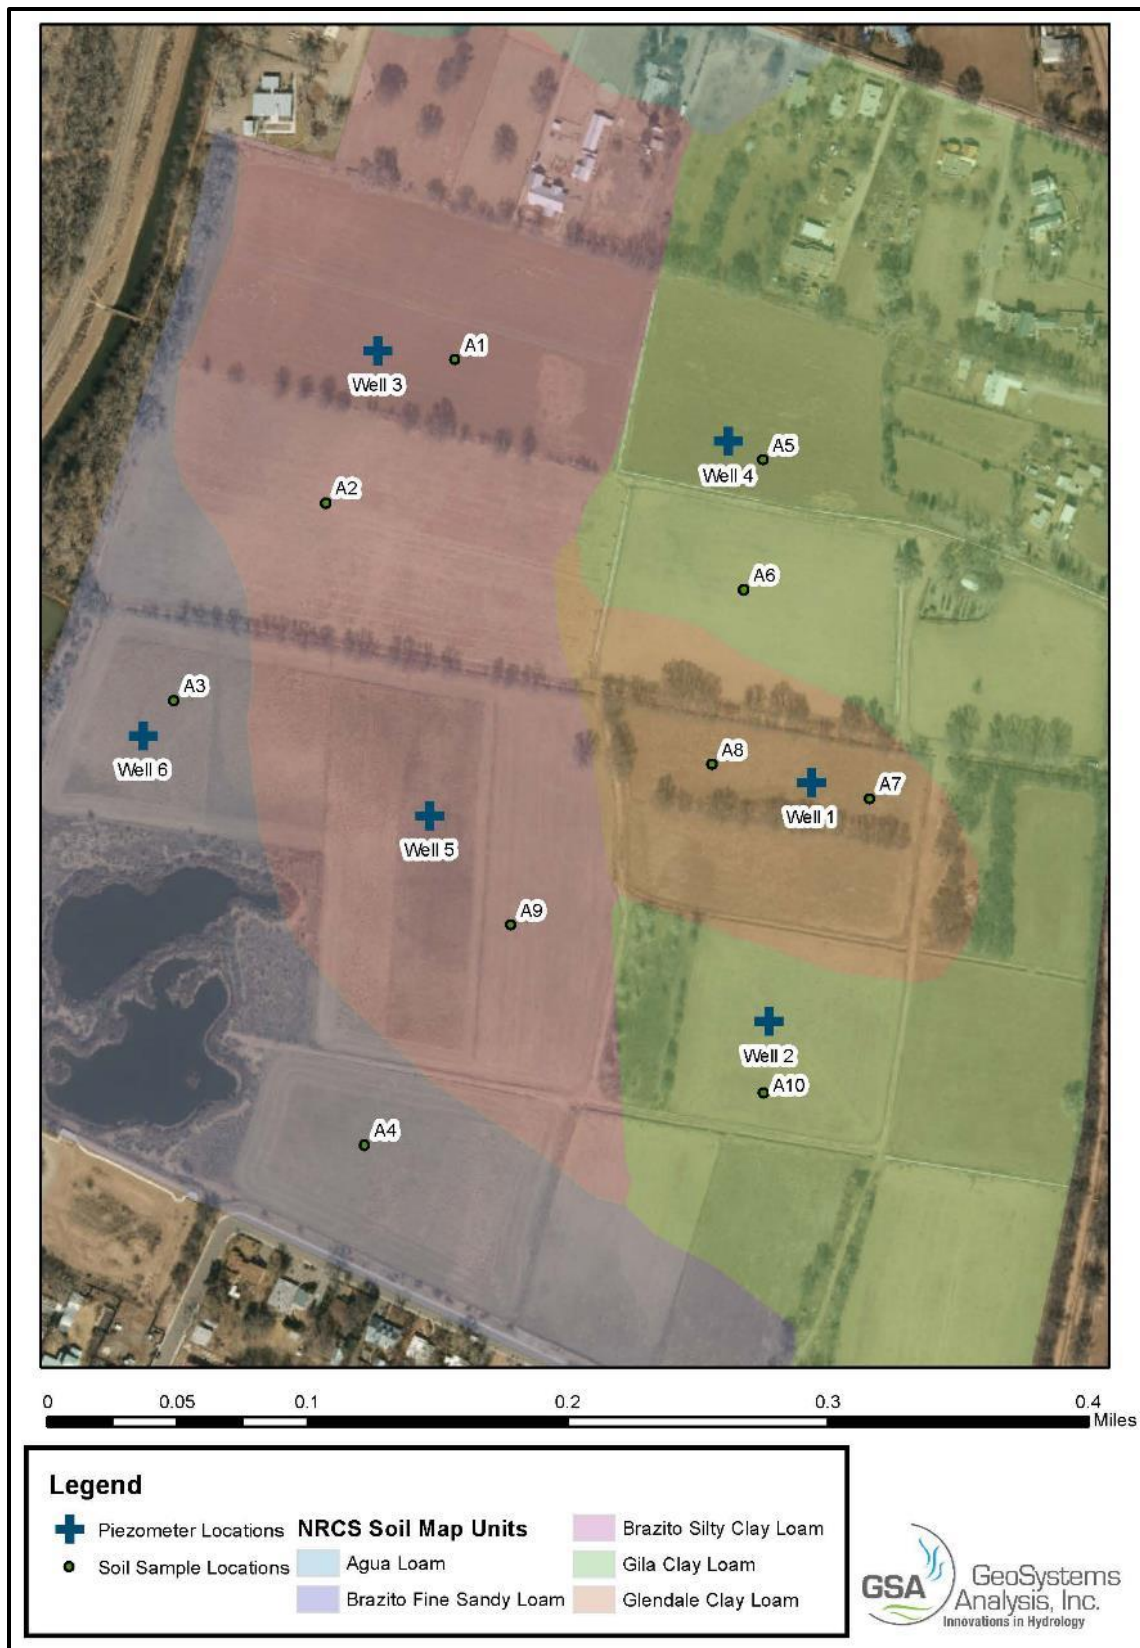 A1
Well 3
A5
Well 4
A2
A6
A3
Well 6
A8
A7
Well 1
Well 5
A9
Well 2
A10
A4
0 0.05 0.1 0.2 0.3 0.4
Miles
Legend
Piezometer Locations
Soil Sample Locations
NRCS Soil Map Units
Agua Loam
Brazito Fine Sandy Loam
Brazito Silty Clay Loam
Gila Clay Loam
Glendale Clay Loam
GSA
GeoSystems
Analysis, Inc.
Innovations in Hydrology